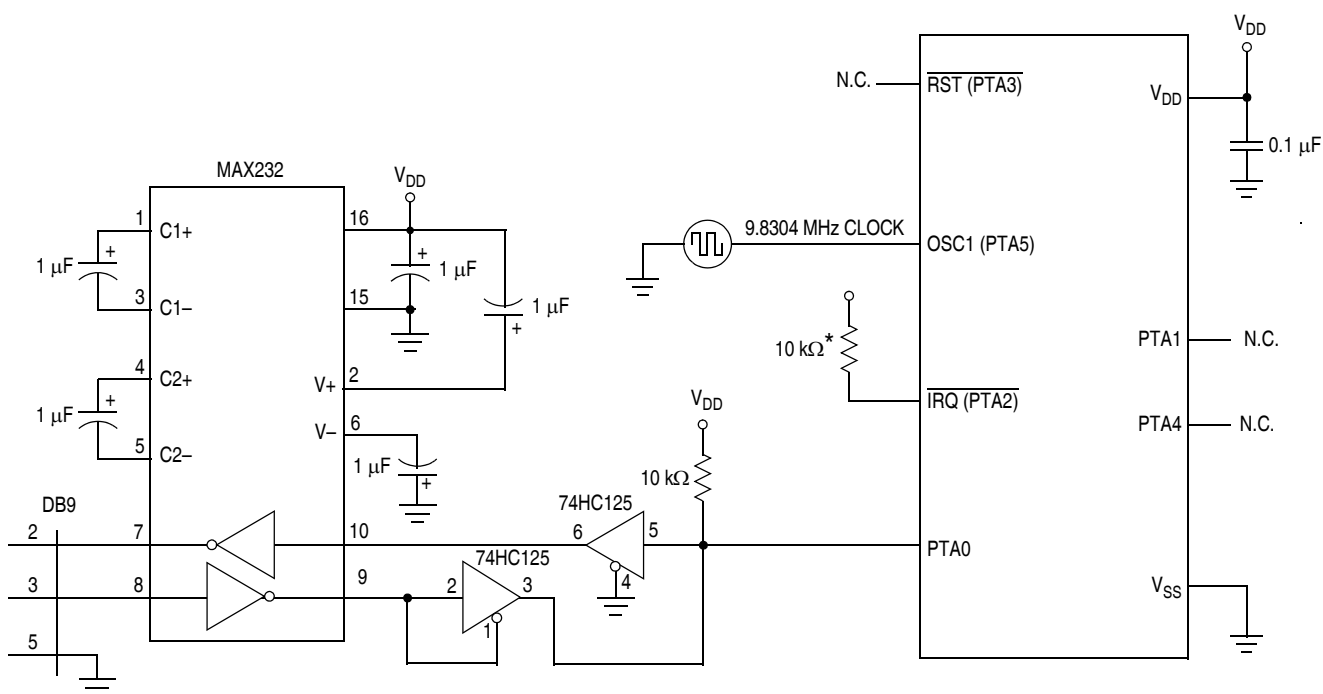 V_DD
N.C.
RST (PTA3)
V_DD
0.1 µF
MAX232
V_DD
1
C1+
16
1 µF
+
+
1 µF
9.8304 MHz CLOCK
OSC1 (PTA5)
3
C1–
15
1 µF
+
10 kΩ*
PTA1
N.C.
4
C2+
V+
2
V_DD
IRQ (PTA2)
1 µF
+
V–
6
PTA4
N.C.
5
C2–
1 µF
+
10 kΩ
DB9
74HC125
2
7
10
6
5
PTA0
74HC125
4
3
8
9
2
3
V_SS
1
5